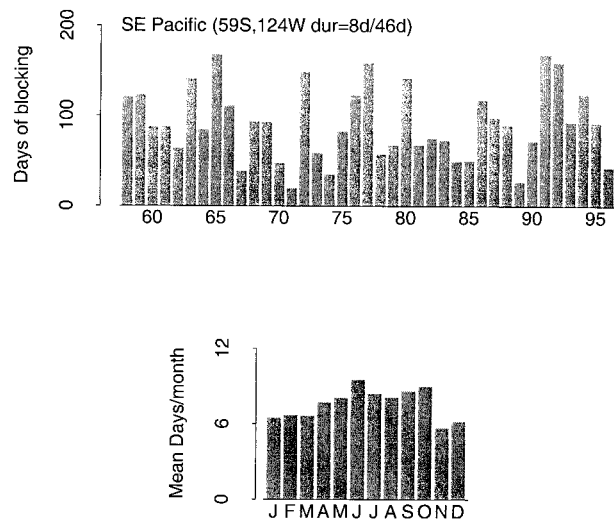 SE Pacific (59S,124W dur=8d/46d)
Days of blocking
200
100
0
60 65 70 75 80 85 90 95
Mean Days/month
12
6
0
J F M A M J J A S O N D